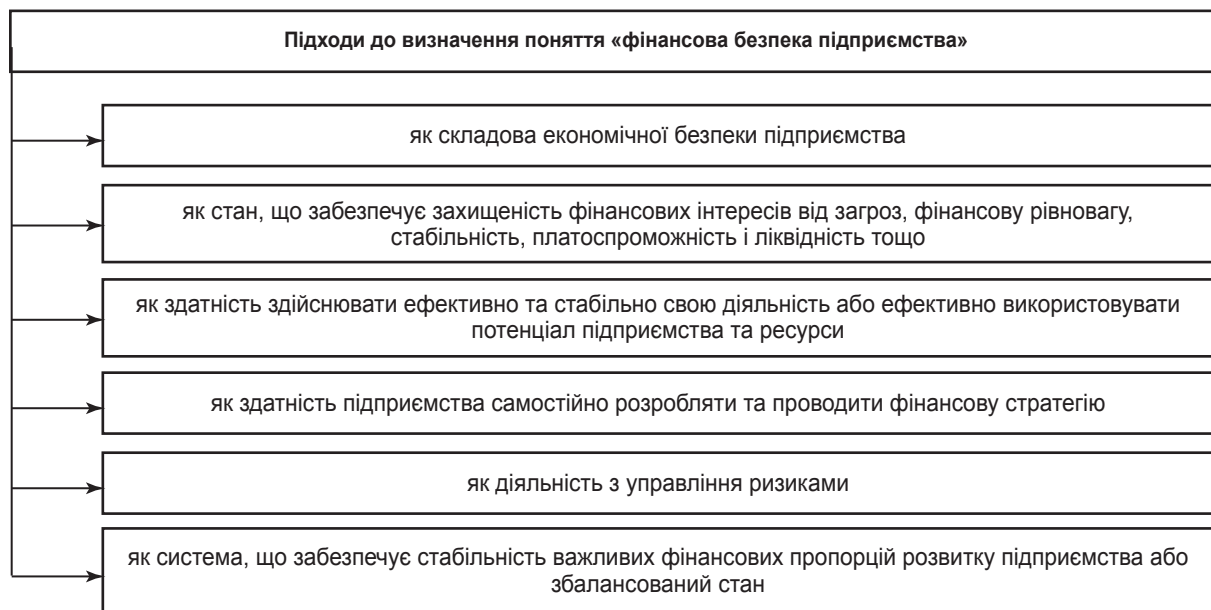 Підходи до визначення поняття «фінансова безпека підприємства»
як складова економічної безпеки підприємства
як стан, що забезпечує захищеність фінансових інтересів від загроз, фінансову рівновагу,
стабільність, платоспроможність і ліквідність тощо
як здатність здійснювати ефективно та стабільно свою діяльність або ефективно використовувати
потенціал підприємства та ресурси
як здатність підприємства самостійно розробляти та проводити фінансову стратегію
як діяльність з управління ризиками
як система, що забезпечує стабільність важливих фінансових пропорцій розвитку підприємства або
збалансований стан